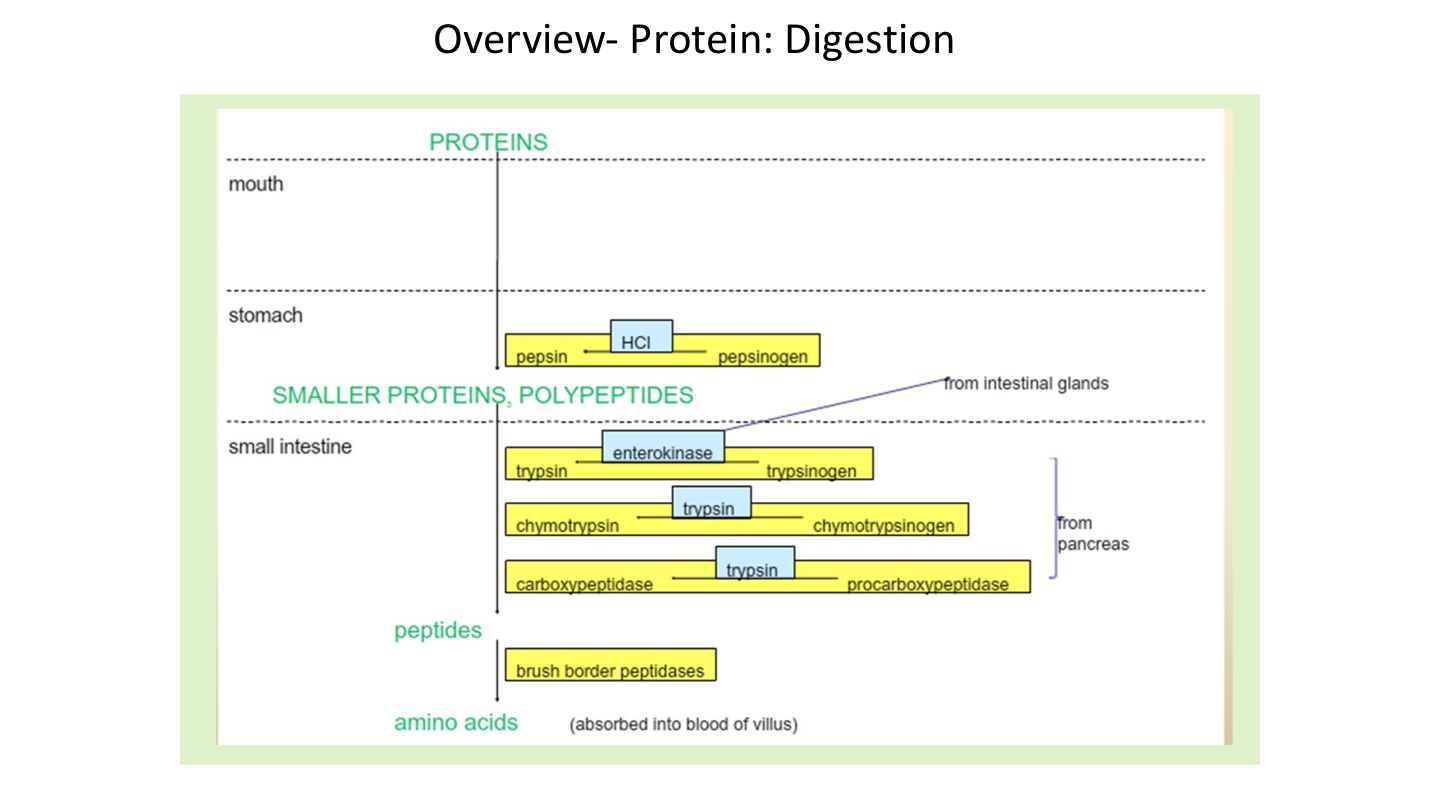 Overview- Protein: Digestion
PROTEINS
mouth
stomach
HCl
pepsin pepsinogen
from intestinal glands
SMALLER PROTEINS, POLYPEPTIDES
small intestine
enterokinase
trypsin trypsinogen
trypsin
chymotrypsin chymotrypsinogen
from
pancreas
trypsin
carboxypeptidase procarboxypeptidase
peptides
brush border peptidases
amino acids (absorbed into blood of villus)